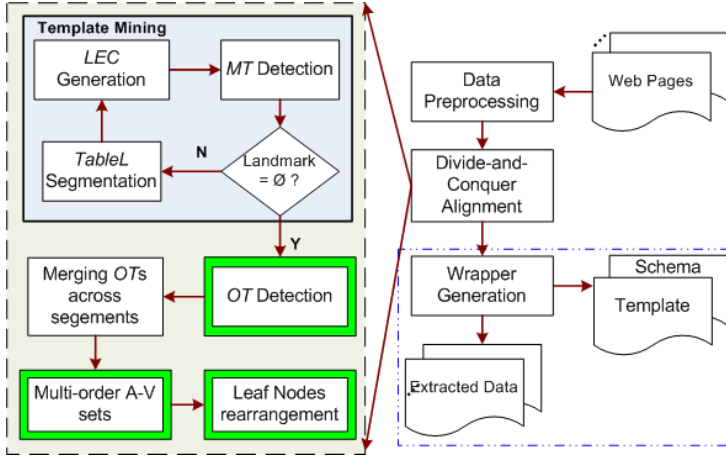 Template Mining
LEC
Generation
MT Detection
TableL
Segmentation
N
Landmark
= Ø ?
Y
Merging OTs
across
segements
OT Detection
Multi-order A-V
sets
Leaf Nodes
rearrangement
Data
Preprocessing
Web Pages
Divide-and-
Conquer
Alignment
Wrapper
Generation
Schema
Template
Extracted Data